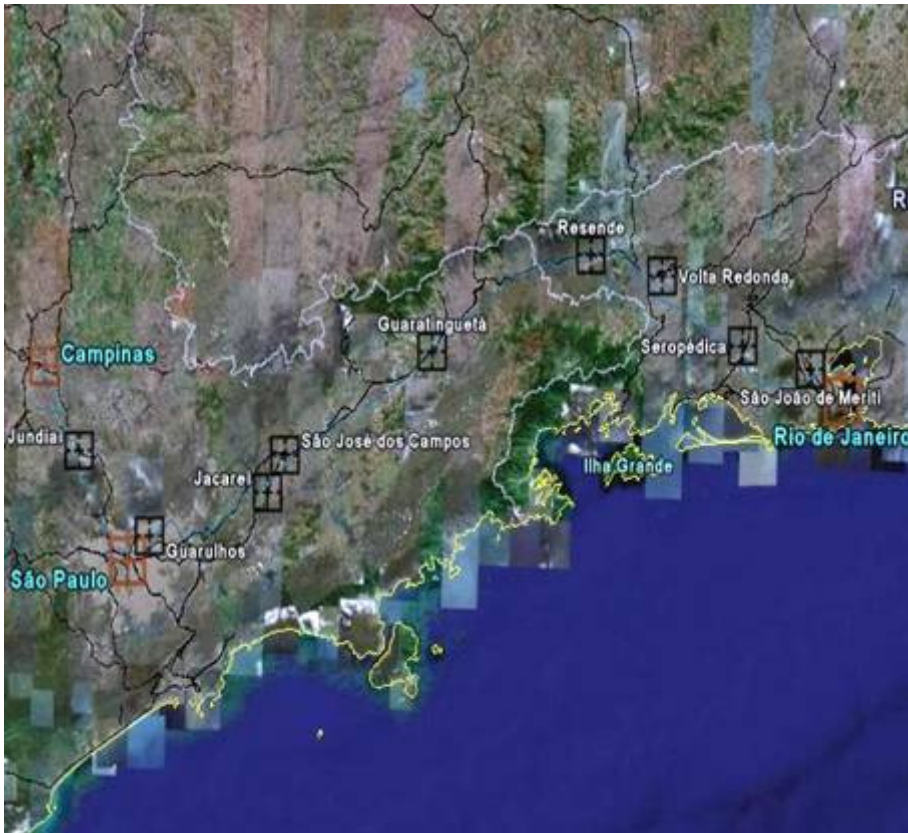 R
Resende
Volta Redonda
Guaratinguetá
Seropédica
Campinas
São João de Meriti
Jundiaí
São José dos Campos
Rio de Janeiro
Ilha Grande
Jacareí
Guarulhos
São Paulo